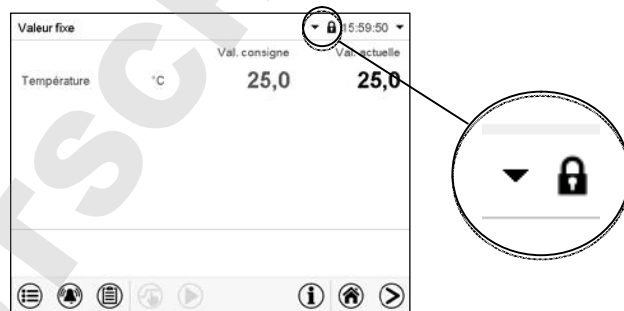 Valeur fixe 15:59:50
Val. consigne Val. actuelle
Température °C 25,0 25,0